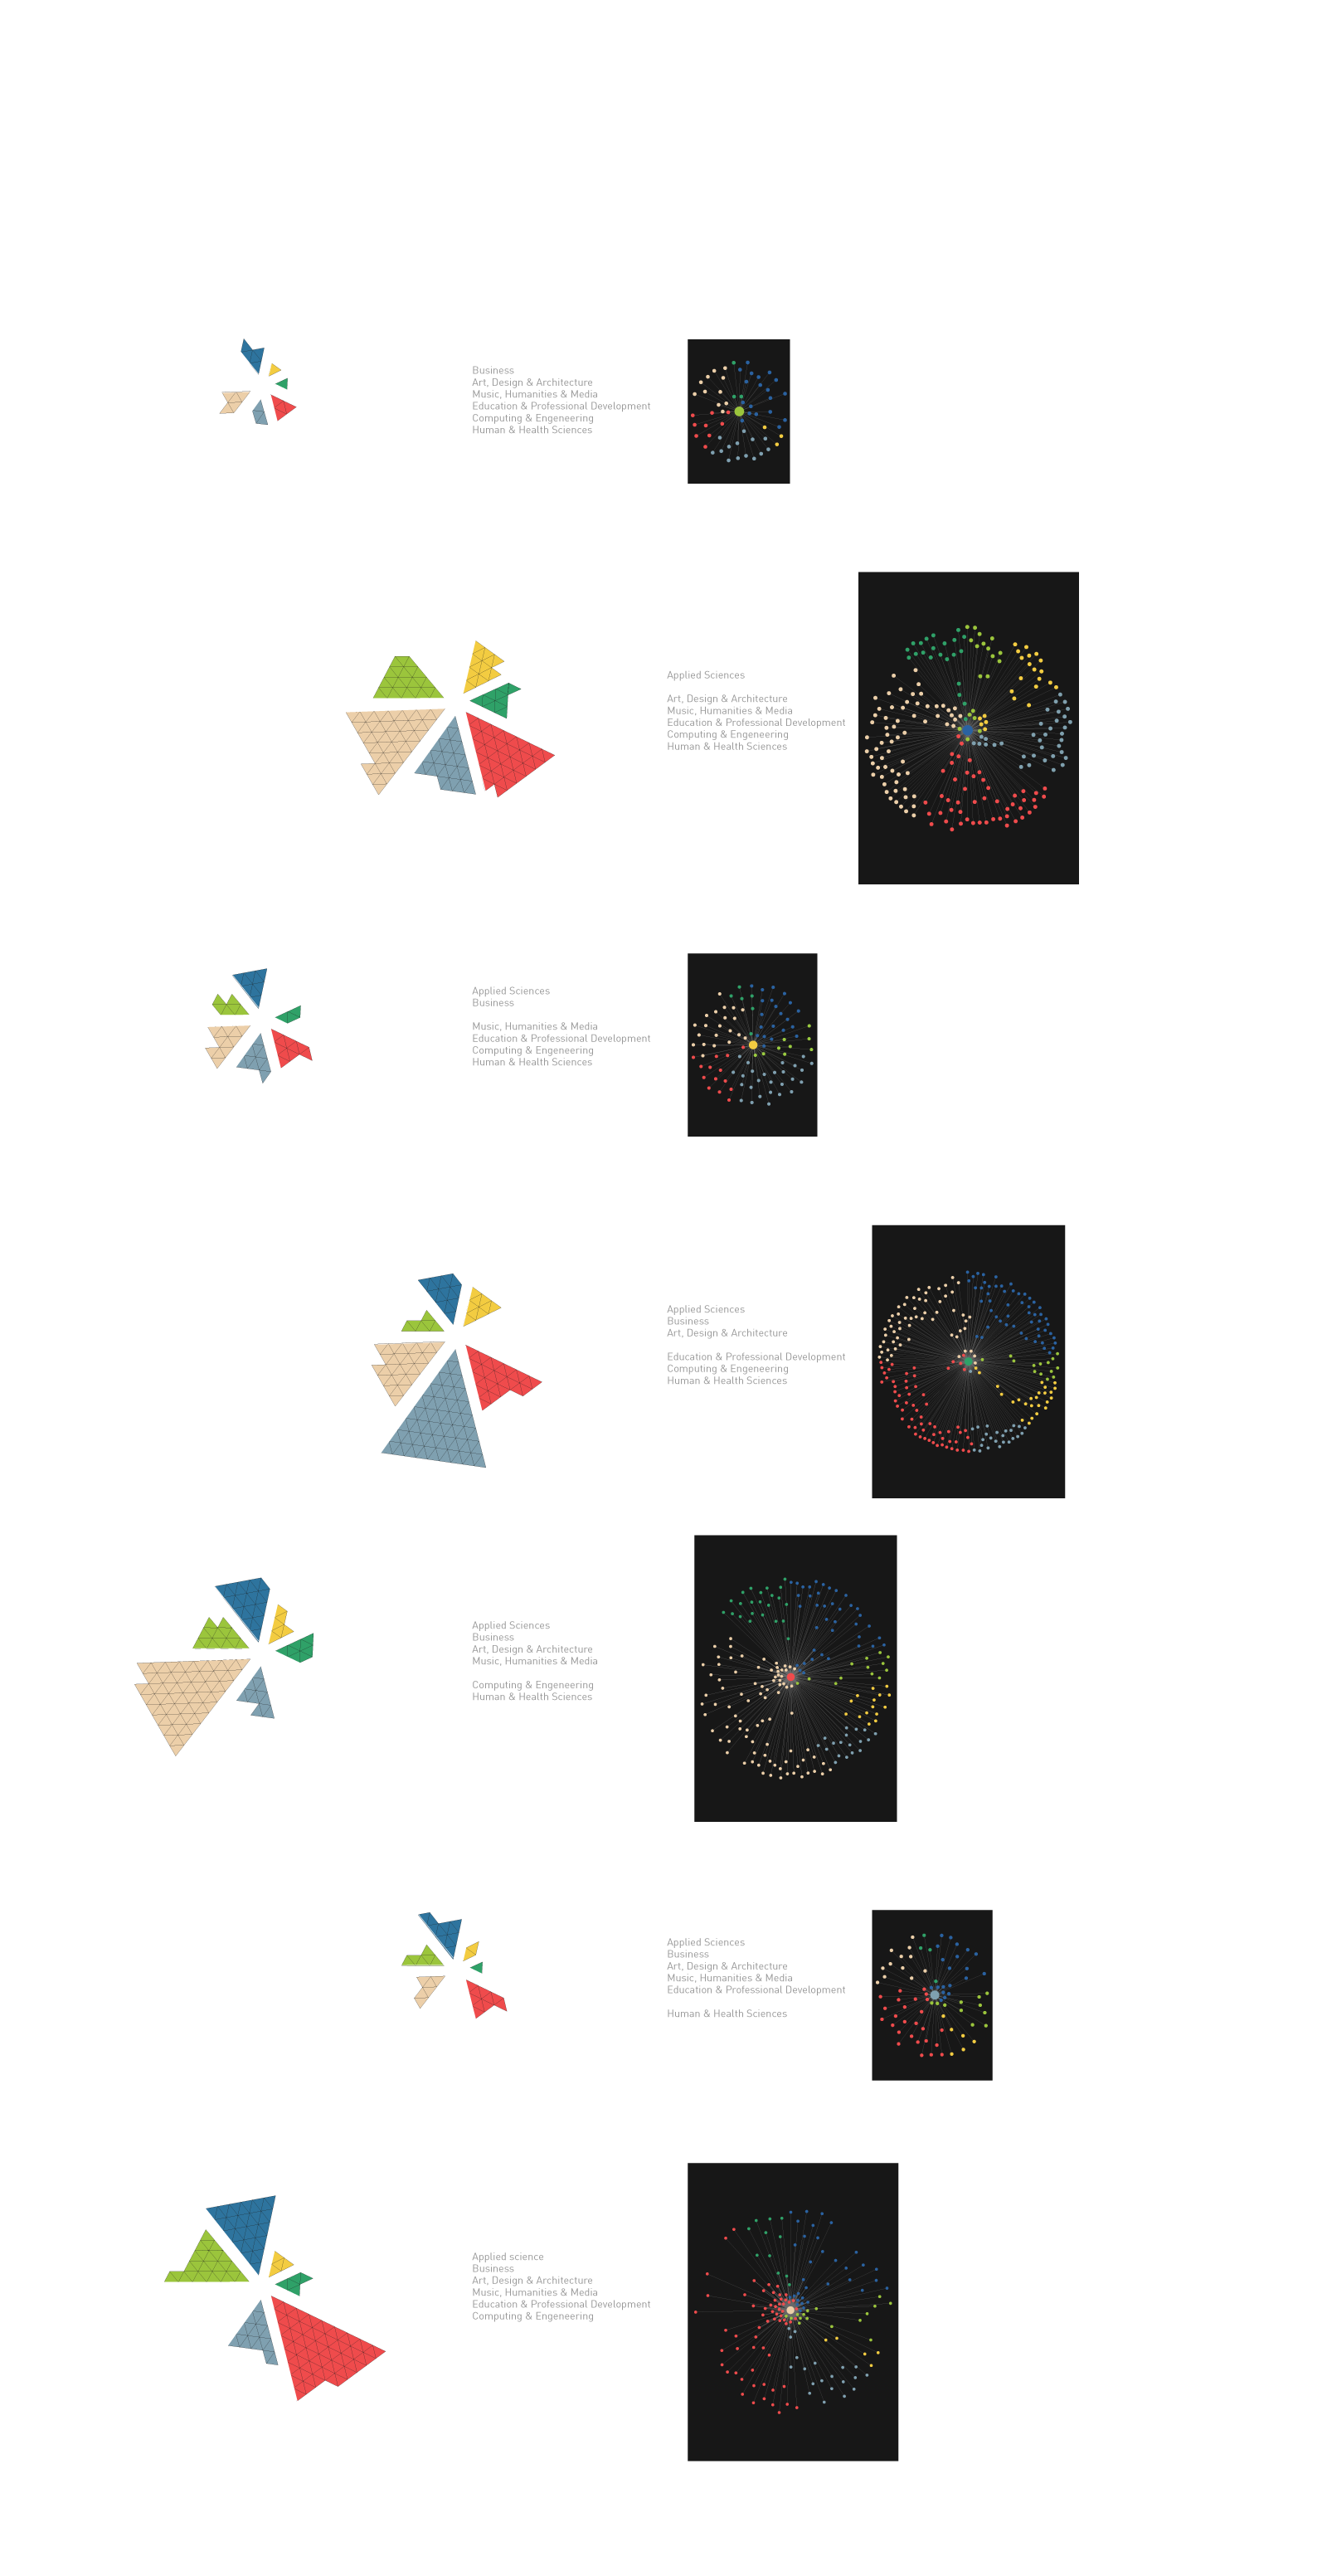 Business
Art, Design & Architecture
Music, Humanities & Media
Education & Professional Development
Computing & Engeneering
Human & Health Sciences
Applied Sciences
Art, Design & Architecture
Music, Humanities & Media
Education & Professional Development
Computing & Engeneering
Human & Health Sciences
Applied Sciences
Business
Music, Humanities & Media
Education & Professional Development
Computing & Engeneering
Human & Health Sciences
Applied Sciences
Business
Art, Design & Architecture
Education & Professional Development
Computing & Engeneering
Human & Health Sciences
Applied Sciences
Business
Art, Design & Architecture
Music, Humanities & Media
Computing & Engeneering
Human & Health Sciences
Applied Sciences
Business
Art, Design & Architecture
Music, Humanities & Media
Education & Professional Development
Human & Health Sciences
Applied science
Business
Art, Design & Architecture
Music, Humanities & Media
Education & Professional Development
Computing & Engeneering